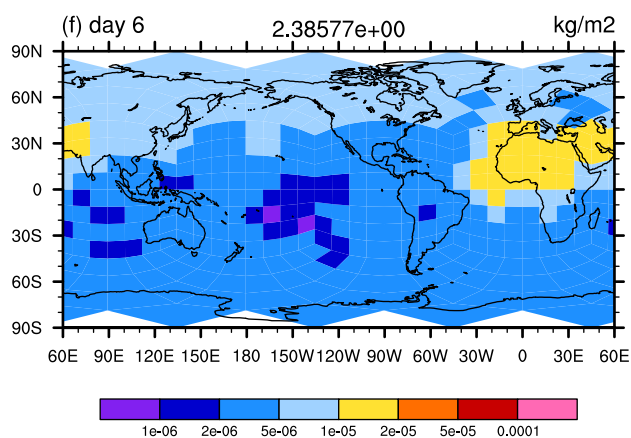 (f) day 6 2.38577e+00 kg/m2
90N
60N
30N
0
30S
60S
90S
60E 90E 120E 150E 180 150W 120W 90W 60W 30W 0 30E 60E
1e-06 2e-06 5e-06 1e-05 2e-05 5e-05 0.0001